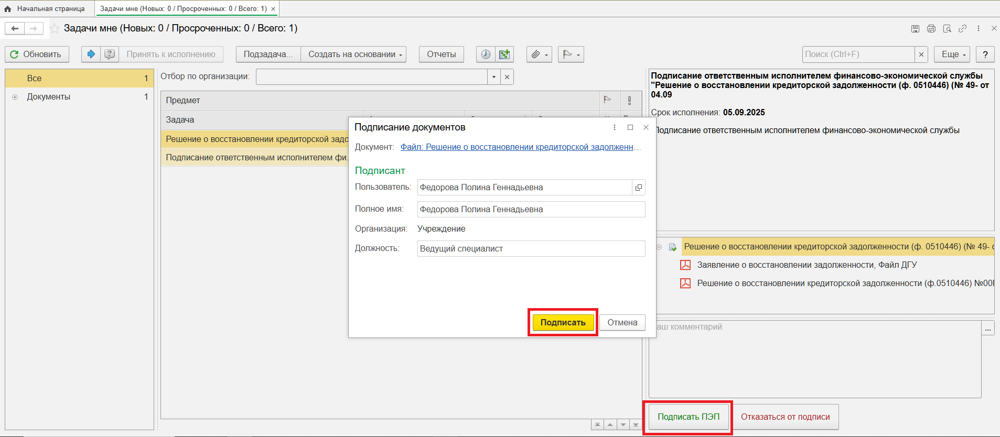 Начальная страница
Задачи мне (Новых: 0 / Просроченных: 0 / Всего: 1)
Задачи мне (Новых: 0 / Просроченных: 0 / Всего: 1)
Обновить
Принять к исполнению
Подзадача...
Создать на основании
Отчеты
Поиск (Ctrl+F)
Еще
?
Все 1
Документы 1
Отбор по организации:
Предмет
Задача
Решение о восстановлении кредиторской задо
Подписание ответственным исполнителем фи.
Подписание документов
Документ: Файл: Решение о восстановлении кредиторской задолженн...
Подписант
Пользователь: Федорова Полина Геннадьевна
Полное имя: Федорова Полина Геннадьевна
Организация: Учреждение
Должность: Ведущий специалист
Подписать
Отмена
Подписание ответственным исполнителем финансово-экономической службы
"Решение о восстановлении кредиторской задолженности (ф. 0510446) (№ 49- от
04.09
Срок исполнения: 05.09.2025
Подписание ответственным исполнителем финансово-экономической службы
Решение о восстановлении кредиторской задолженности (ф. 0510446) (№ 49- о
Заявление о восстановлении задолженности, Файл ДГУ
Решение о восстановлении кредиторской задолженности (ф.0510446) №00
аш комментарий
...
Подписать ПЭП
Отказаться от подписи